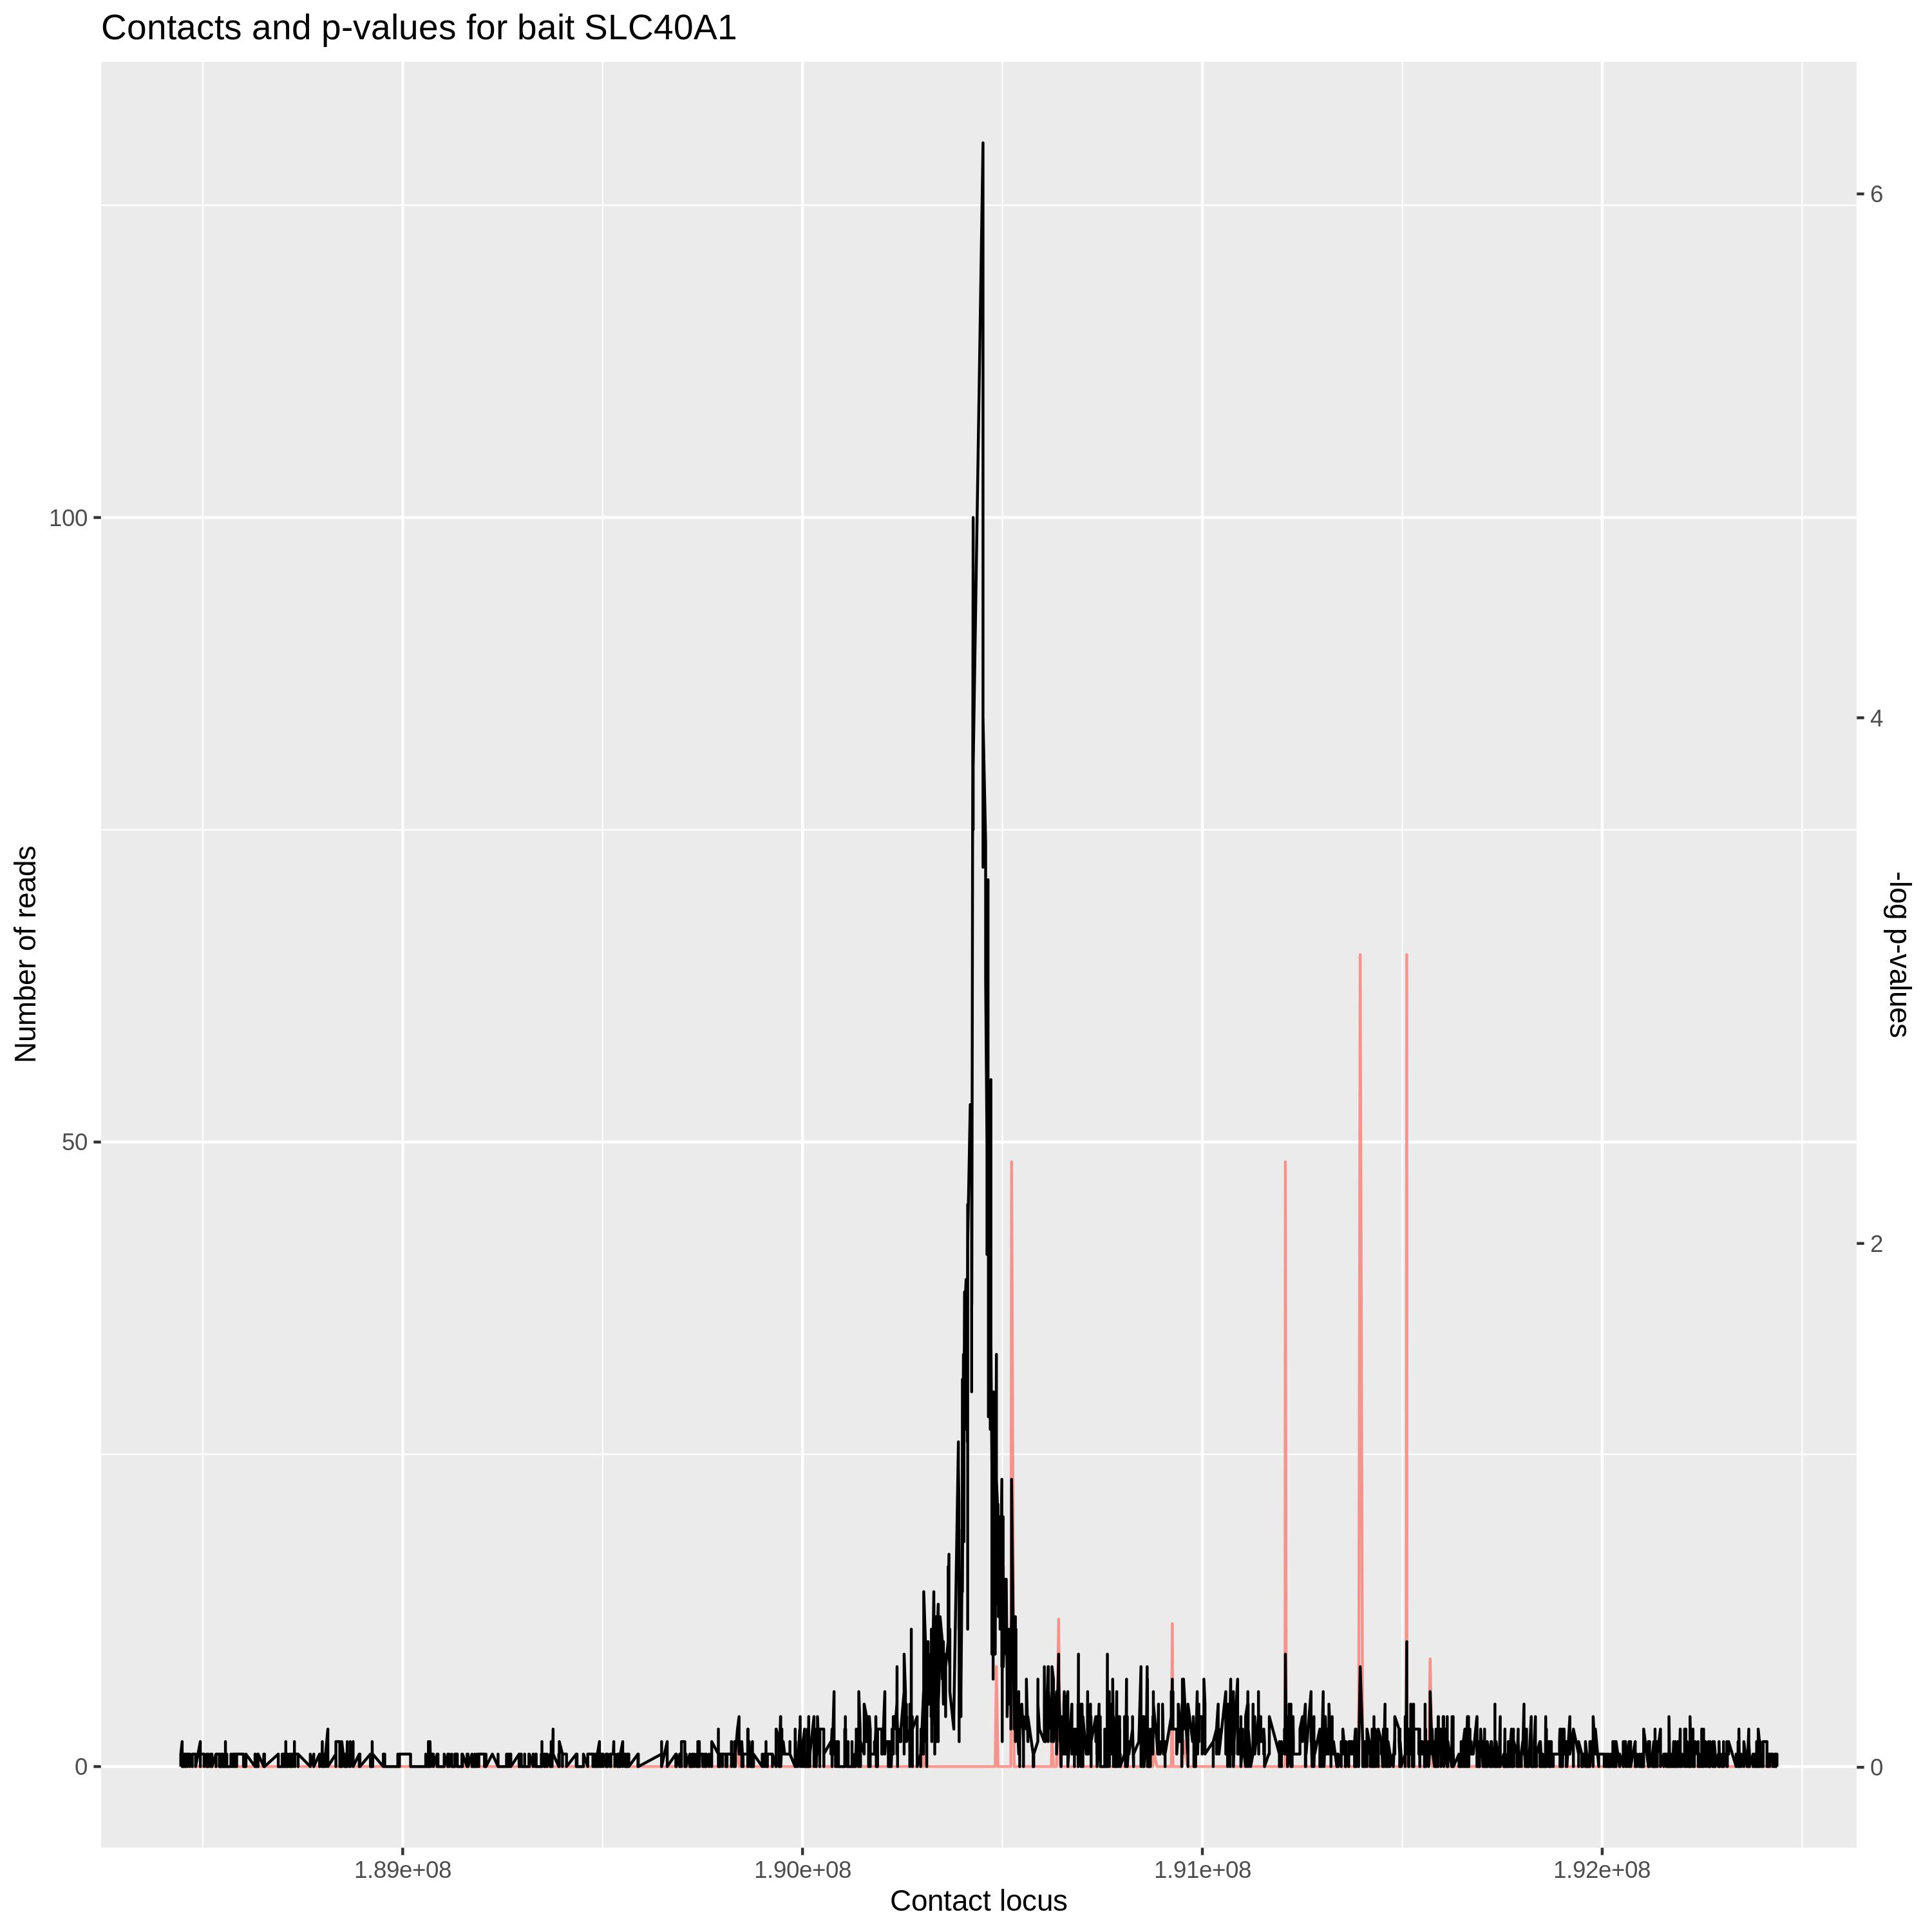 Contacts and p-values for bait SLC40A1
Number of reads
100
50
0
6
4
2
0
-log p-values
1.89e+08 1.90e+08 1.91e+08 1.92e+08
Contact locus